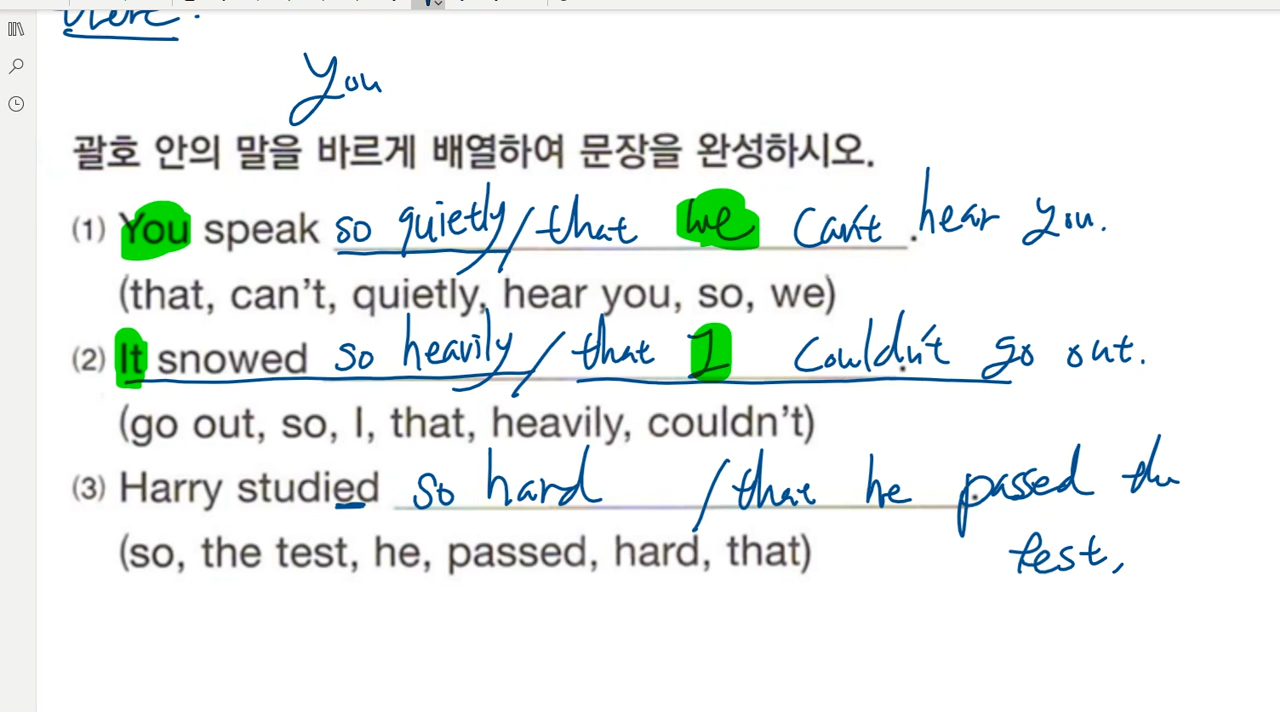 You
괄호 안의 말을 바르게 배열하여 문장을 완성하시오.
(1) You speak so quietly / that we can't hear you.
(that, can't, quietly, hear you, so, we)
(2) It snowed so heavily / that I couldn't go out.
(go out, so, I, that, heavily, couldn't)
(3) Harry studied so hard / that he passed the
test,
(so, the test, he, passed, hard, that)